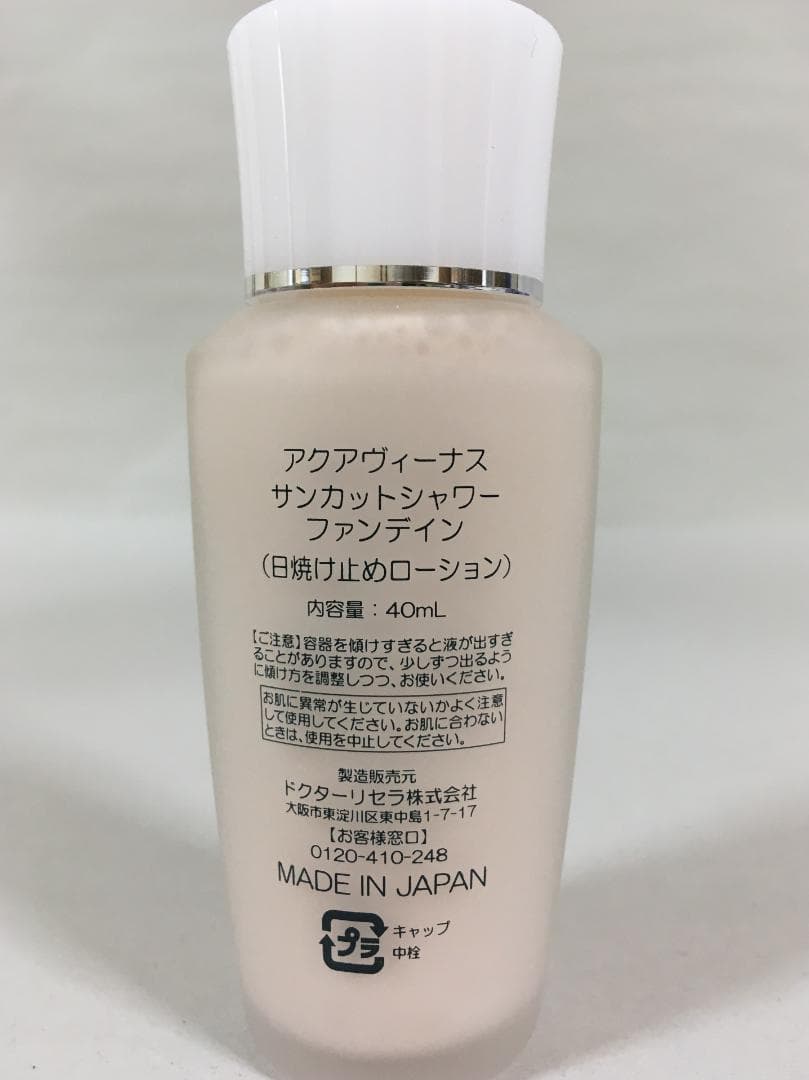 アクアヴィーナス
サンカットシャワー
ファンデイン
(日焼け止めローション)
内容量：40mL
【ご注意】容器を傾けすぎると液が出すぎ
ることがありますので、少しずつ出るよう
に傾け方を調整しつつ、お使いください。
お肌に異常が生じていないかよく注意
して使用してください。お肌に合わない
ときは、使用を中止してください。
製造販売元
ドクターリセラ株式会社
大阪市東淀川区東中島1-7-17
【お客様窓口】
0120-410-248
MADE IN JAPAN
プラ
キャップ
中栓